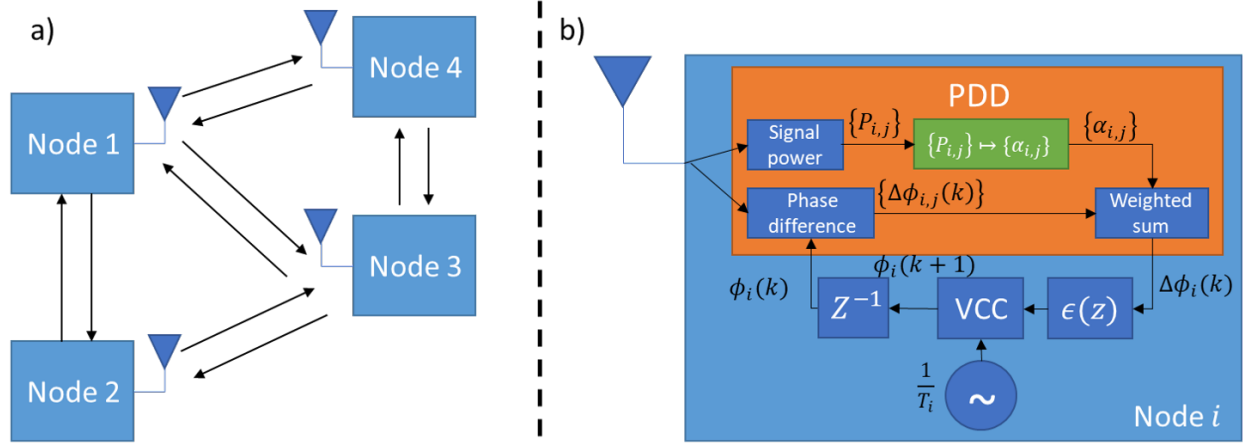 a)
Node 1
Node 2
Node 3
Node 4
b)
PDD
Signal
power
{P_{i,j}}
{P_{i,j}} ↦ {α_{i,j}}
{α_{i,j}}
Phase
difference
{Δϕ_{i,j}(k)}
Weighted
sum
ϕ_i(k)
ϕ_i(k + 1)
Δϕ_i(k)
Z^{-1}
VCC
ϵ(z)
1/T_i
~
Node i